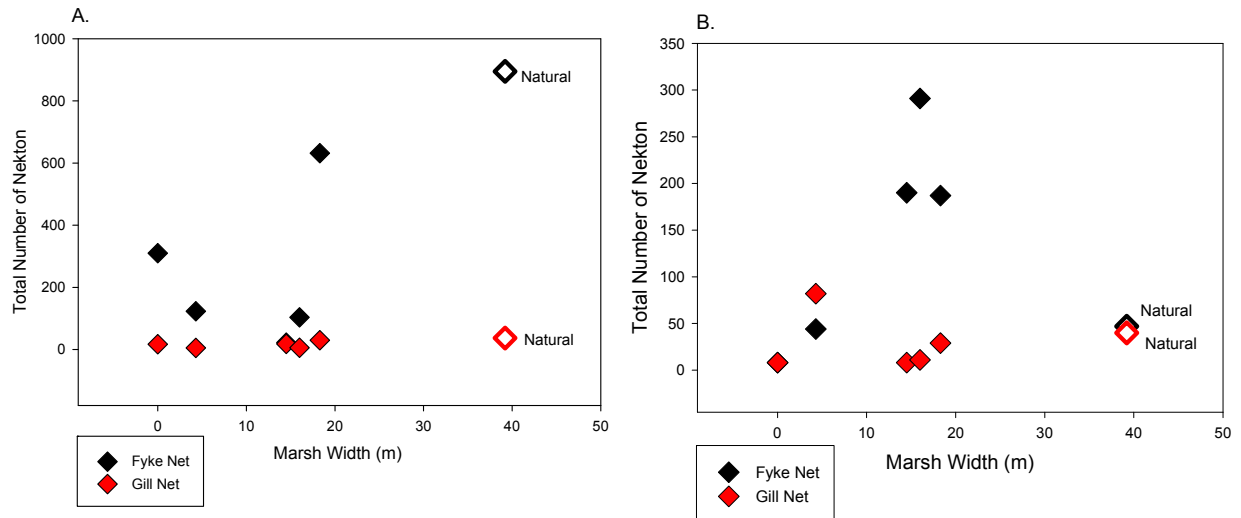 A.
1000
800
600
400
200
0
Total Number of Nekton
Natural
Natural
0 10 20 30 40 50
Marsh Width (m)
Fyke Net
Gill Net
B.
350
300
250
200
150
100
50
0
Total Number of Nekton
Natural
Natural
0 10 20 30 40 50
Marsh Width (m)
Fyke Net
Gill Net